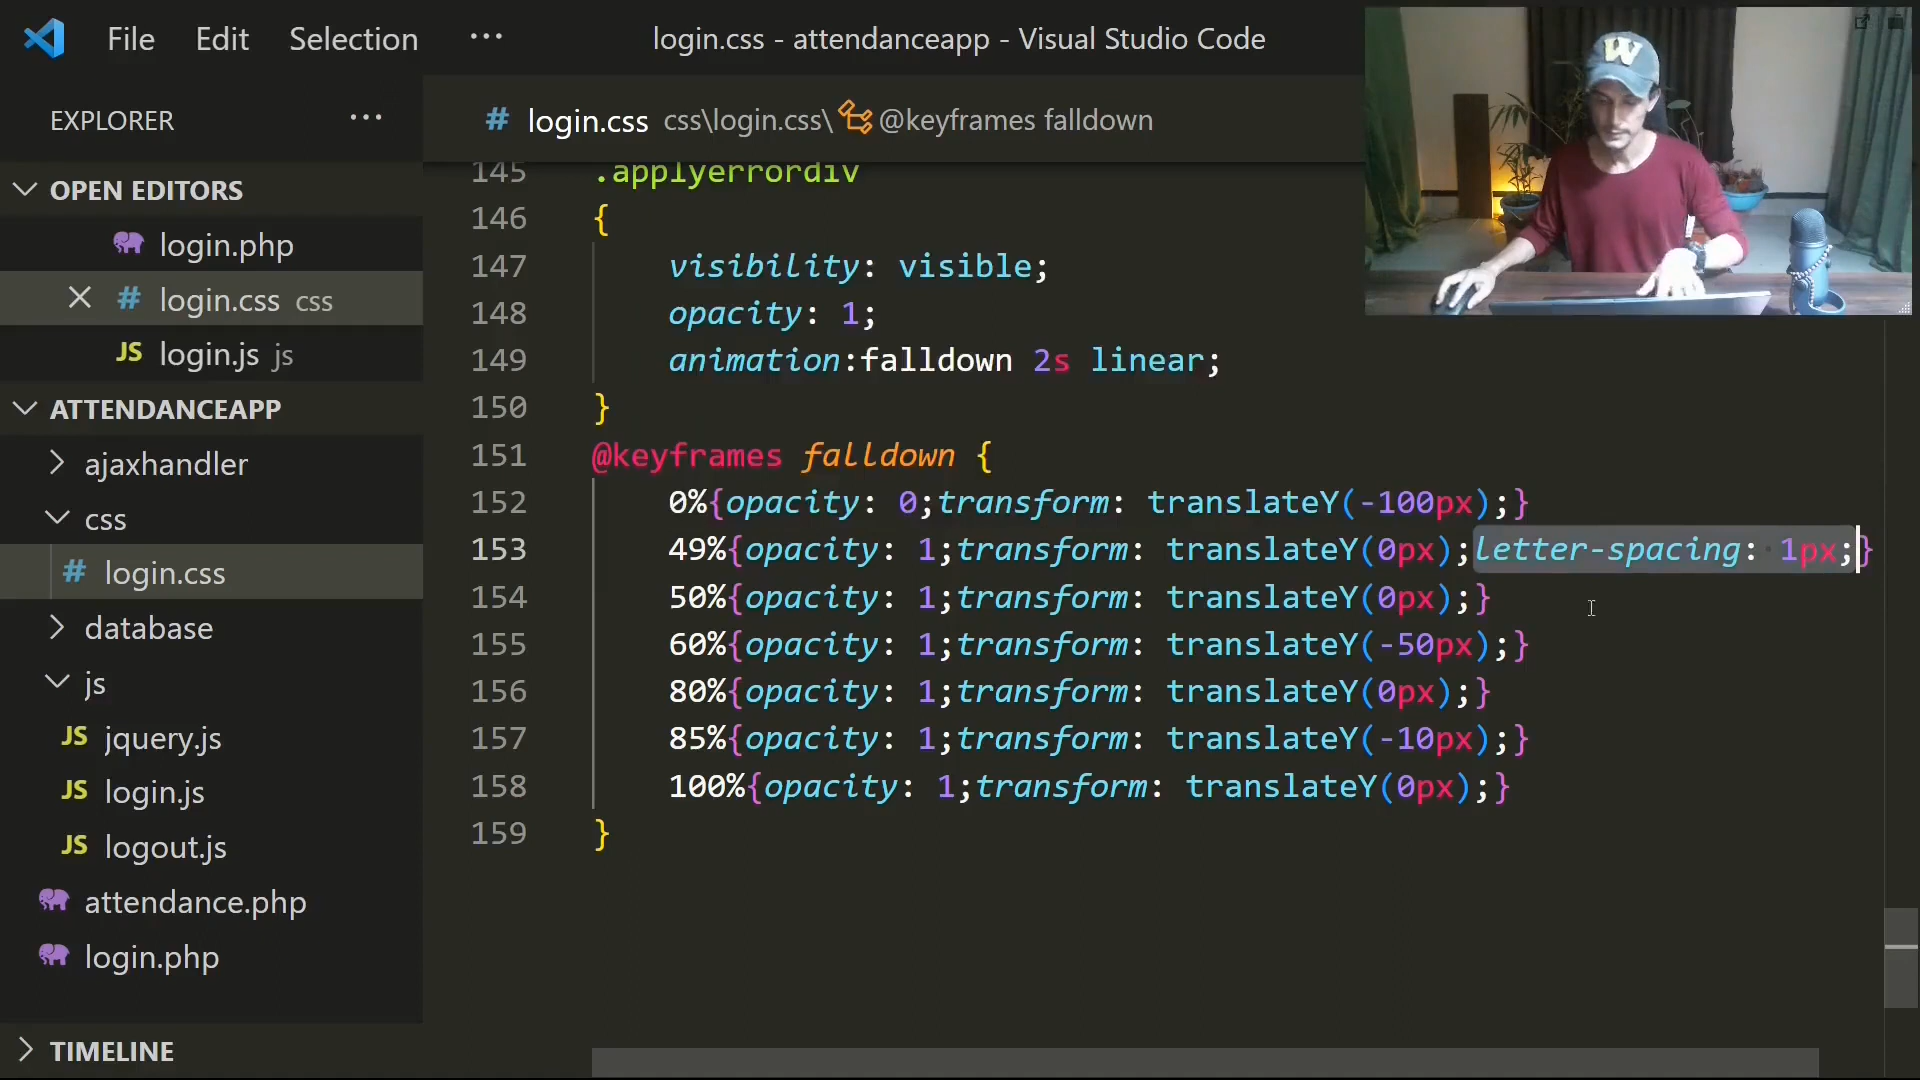 File Edit Selection ··· login.css - attendanceapp - Visual Studio Code
EXPLORER ···
# login.css css\login.css\ @keyframes falldown
OPEN EDITORS
login.php
# login.css css
JS login.js js
ATTENDANCEAPP
ajaxhandler
css
# login.css
database
js
JS jquery.js
JS login.js
JS logout.js
attendance.php
login.php
TIMELINE
145 .applyerrordiv
146 {
147 visibility: visible;
148 opacity: 1;
149 animation:falldown 2s linear;
150 }
151 @keyframes falldown {
152 0%{opacity: 0;transform: translateY(-100px);}
153 49%{opacity: 1;transform: translateY(0px);letter-spacing: 1px;}
154 50%{opacity: 1;transform: translateY(0px);}
155 60%{opacity: 1;transform: translateY(-50px);}
156 80%{opacity: 1;transform: translateY(0px);}
157 85%{opacity: 1;transform: translateY(-10px);}
158 100%{opacity: 1;transform: translateY(0px);}
159 }
W